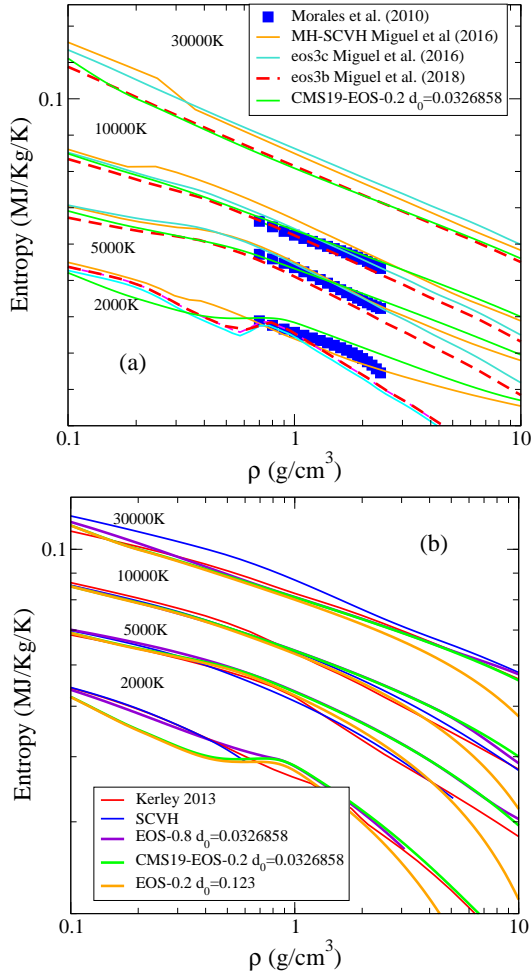 Morales et al. (2010)
MH-SCVH Miguel et al (2016)
eos3c Miguel et al. (2016)
eos3b Miguel et al. (2018)
CMS19-EOS-0.2 d0=0.0326858
30000K
10000K
5000K
2000K
(a)
Entropy (MJ/Kg/K)
0.1
0.1
1
10
ρ (g/cm³)
(b)
30000K
10000K
5000K
2000K
Kerley 2013
SCVH
EOS-0.8 d0=0.0326858
CMS19-EOS-0.2 d0=0.0326858
EOS-0.2 d0=0.123
Entropy (MJ/Kg/K)
0.1
0.1
1
10
ρ (g/cm³)